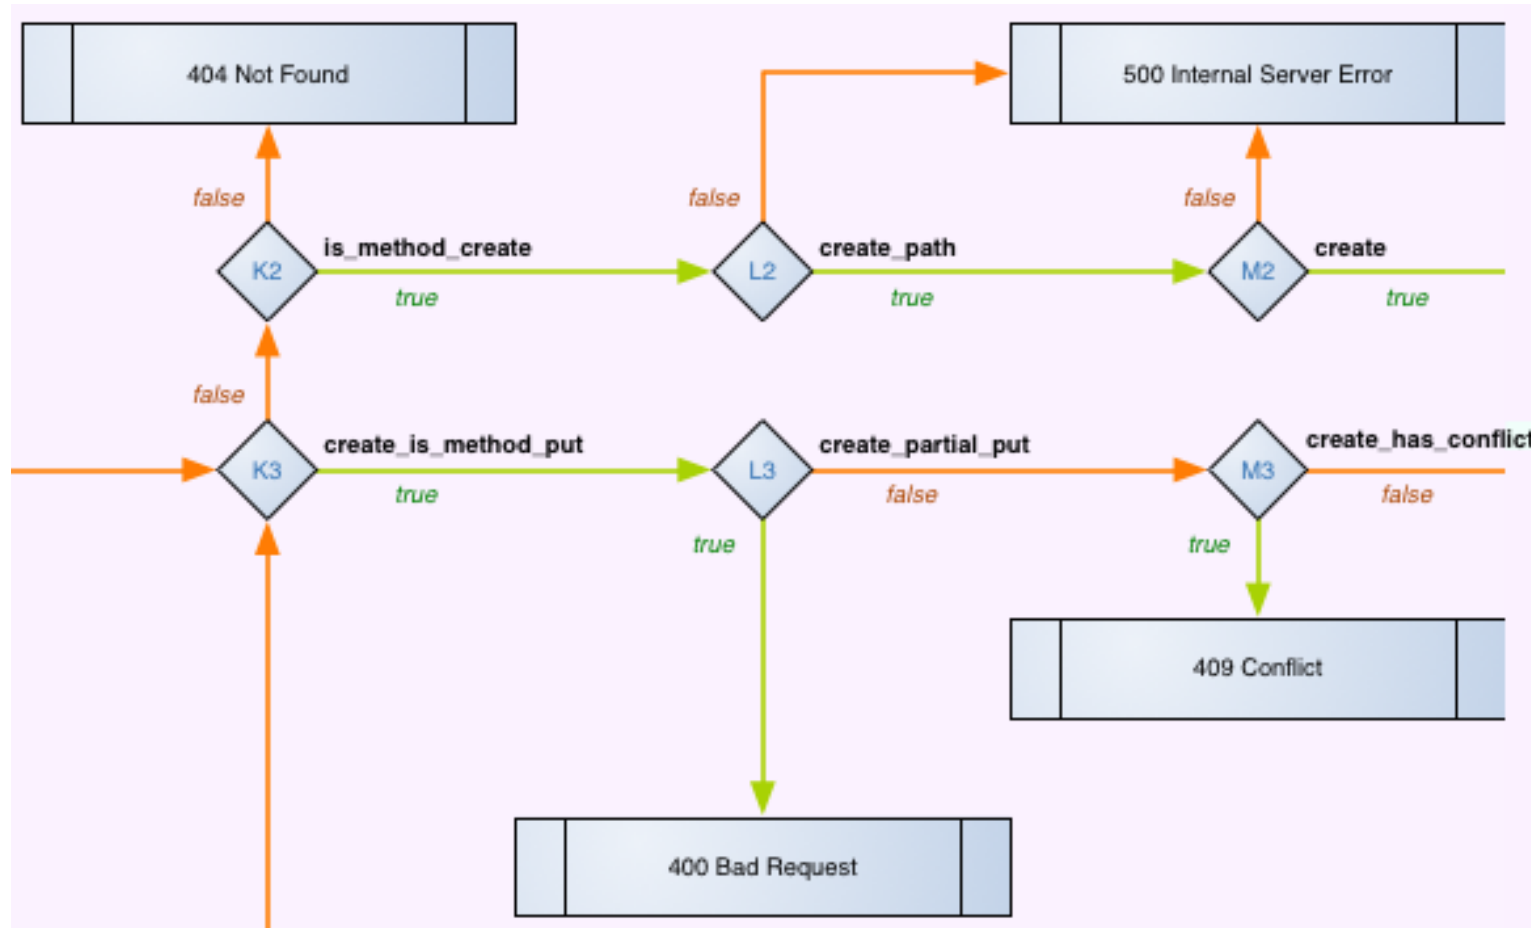 404 Not Found
500 Internal Server Error
false
false
false
K2
is_method_create
true
L2
create_path
true
M2
create
true
false
K3
create_is_method_put
true
L3
create_partial_put
false
M3
create_has_conflict
false
true
true
409 Conflict
400 Bad Request